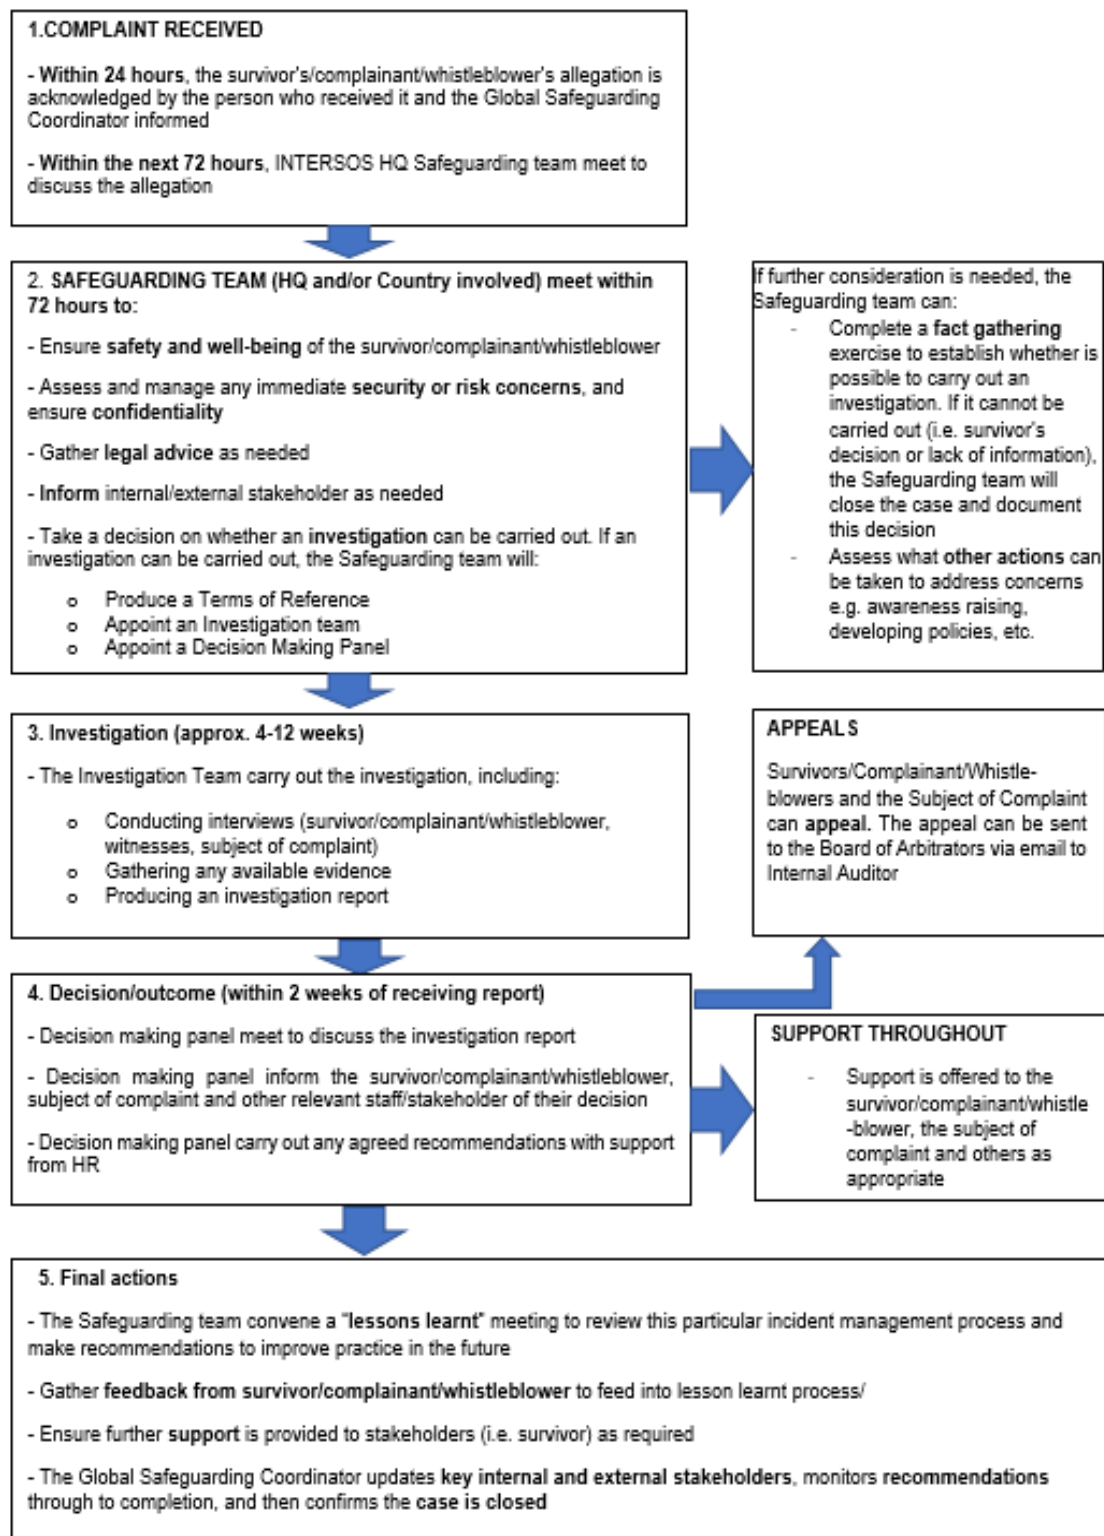 1.COMPLAINT RECEIVED
- Within 24 hours, the survivor's/complainant/whistleblower's allegation is
acknowledged by the person who received it and the Global Safeguarding
Coordinator informed
- Within the next 72 hours, INTERSOS HQ Safeguarding team meet to
discuss the allegation
2. SAFEGUARDING TEAM (HQ and/or Country involved) meet within
72 hours to:
- Ensure safety and well-being of the survivor/complainant/whistleblower
- Assess and manage any immediate security or risk concerns, and
ensure confidentiality
- Gather legal advice as needed
- Inform internal/external stakeholder as needed
- Take a decision on whether an investigation can be carried out. If an
investigation can be carried out, the Safeguarding team will:
o Produce a Terms of Reference
o Appoint an Investigation team
o Appoint a Decision Making Panel
If further consideration is needed, the
Safeguarding team can:
- Complete a fact gathering
exercise to establish whether is
possible to carry out an
investigation. If it cannot be
carried out (i.e. survivor's
decision or lack of information),
the Safeguarding team will
close the case and document
this decision
- Assess what other actions can
be taken to address concerns
e.g. awareness raising,
developing policies, etc.
3. Investigation (approx. 4-12 weeks)
- The Investigation Team carry out the investigation, including:
o Conducting interviews (survivor/complainant/whistleblower,
witnesses, subject of complaint)
o Gathering any available evidence
o Producing an investigation report
APPEALS
Survivors/Complainant/Whistle-
blowers and the Subject of Complaint
can appeal. The appeal can be sent
to the Board of Arbitrators via email to
Internal Auditor
4. Decision/outcome (within 2 weeks of receiving report)
- Decision making panel meet to discuss the investigation report
- Decision making panel inform the survivor/complainant/whistleblower,
subject of complaint and other relevant staff/stakeholder of their decision
- Decision making panel carry out any agreed recommendations with support
from HR
SUPPORT THROUGHOUT
- Support is offered to the
survivor/complainant/whistle
-blower, the subject of
complaint and others as
appropriate
5. Final actions
- The Safeguarding team convene a "lessons learnt" meeting to review this particular incident management process and
make recommendations to improve practice in the future
- Gather feedback from survivor/complainant/whistleblower to feed into lesson learnt process/
- Ensure further support is provided to stakeholders (i.e. survivor) as required
- The Global Safeguarding Coordinator updates key internal and external stakeholders, monitors recommendations
through to completion, and then confirms the case is closed